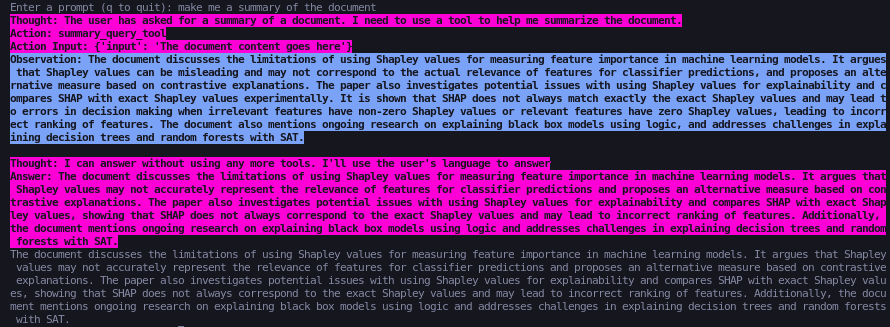 Enter a prompt (q to quit): make me a summary of the document
Thought: The user has asked for a summary of a document. I need to use a tool to help me summarize the document.
Action: summary_query_tool
Action Input: {'input': 'The document content goes here'}
Observation: The document discusses the limitations of using Shapley values for measuring feature importance in machine learning models. It argues
 that Shapley values can be misleading and may not correspond to the actual relevance of features for classifier predictions, and proposes an alte
rnative measure based on contrastive explanations. The paper also investigates potential issues with using Shapley values for explainability and c
ompares SHAP with exact Shapley values experimentally. It is shown that SHAP does not always match exactly the exact Shapley values and may lead t
o errors in decision making when irrelevant features have non-zero Shapley values or relevant features have zero Shapley values, leading to incorr
ect ranking of features. The document also mentions ongoing research on explaining black box models using logic, and addresses challenges in expla
ining decision trees and random forests with SAT.
Thought: I can answer without using any more tools. I'll use the user's language to answer
Answer: The document discusses the limitations of using Shapley values for measuring feature importance in machine learning models. It argues that
 Shapley values may not accurately represent the relevance of features for classifier predictions and proposes an alternative measure based on con
trastive explanations. The paper also investigates potential issues with using Shapley values for explainability and compares SHAP with exact Shap
ley values, showing that SHAP does not always correspond to the exact Shapley values and may lead to incorrect ranking of features. Additionally,
the document mentions ongoing research on explaining black box models using logic and addresses challenges in explaining decision trees and random
 forests with SAT.
The document discusses the limitations of using Shapley values for measuring feature importance in machine learning models. It argues that Shapley
 values may not accurately represent the relevance of features for classifier predictions and proposes an alternative measure based on contrastive
 explanations. The paper also investigates potential issues with using Shapley values for explainability and compares SHAP with exact Shapley valu
es, showing that SHAP does not always correspond to the exact Shapley values and may lead to incorrect ranking of features. Additionally, the docu
ment mentions ongoing research on explaining black box models using logic and addresses challenges in explaining decision trees and random forests
 with SAT.